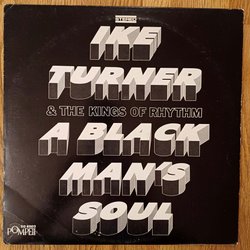 STEREO
IKE
TURNER
& THE KINGS OF RHYTHM
A BLACK
MAN'S
SOUL
POMPEII